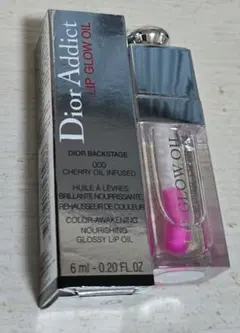 Dior Addict
LIP GLOW OIL
DIOR BACKSTAGE
000
CHERRY OIL INFUSED
HUILE À LÈVRES
BRILLANTE NOURRISSANTE
REHAUSSEUR DE COULEUR
COLOR-AWAKENING
NOURISHING
GLOSSY LIP OIL
6 ml - 0.20 FL.OZ
GLOW OIL